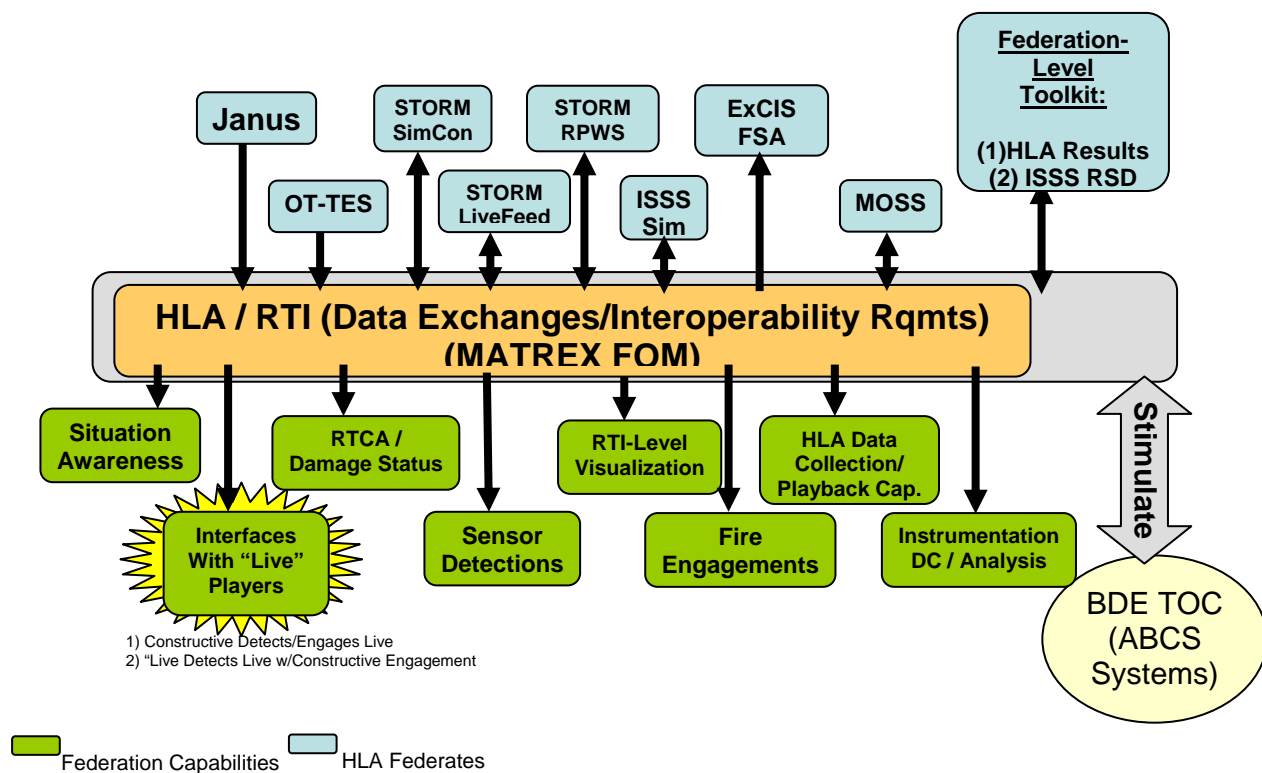 Federation-
Level
Toolkit:
(1)HLA Results
(2) ISSS RSD
Janus
STORM
SimCon
STORM
RPWS
ExCIS
FSA
OT-TES
STORM
LiveFeed
ISSS
Sim
MOSS
HLA / RTI (Data Exchanges/Interoperability Rqmts)
(MATREX FOM)
Situation
Awareness
RTCA /
Damage Status
RTI-Level
Visualization
HLA Data
Collection/
Playback Cap.
Stimulate
Interfaces
With “Live”
Players
Sensor
Detections
Fire
Engagements
Instrumentation
DC / Analysis
BDE TOC
(ABCS
Systems)
1) Constructive Detects/Engages Live
2) “Live Detects Live w/Constructive Engagement
Federation Capabilities
HLA Federates